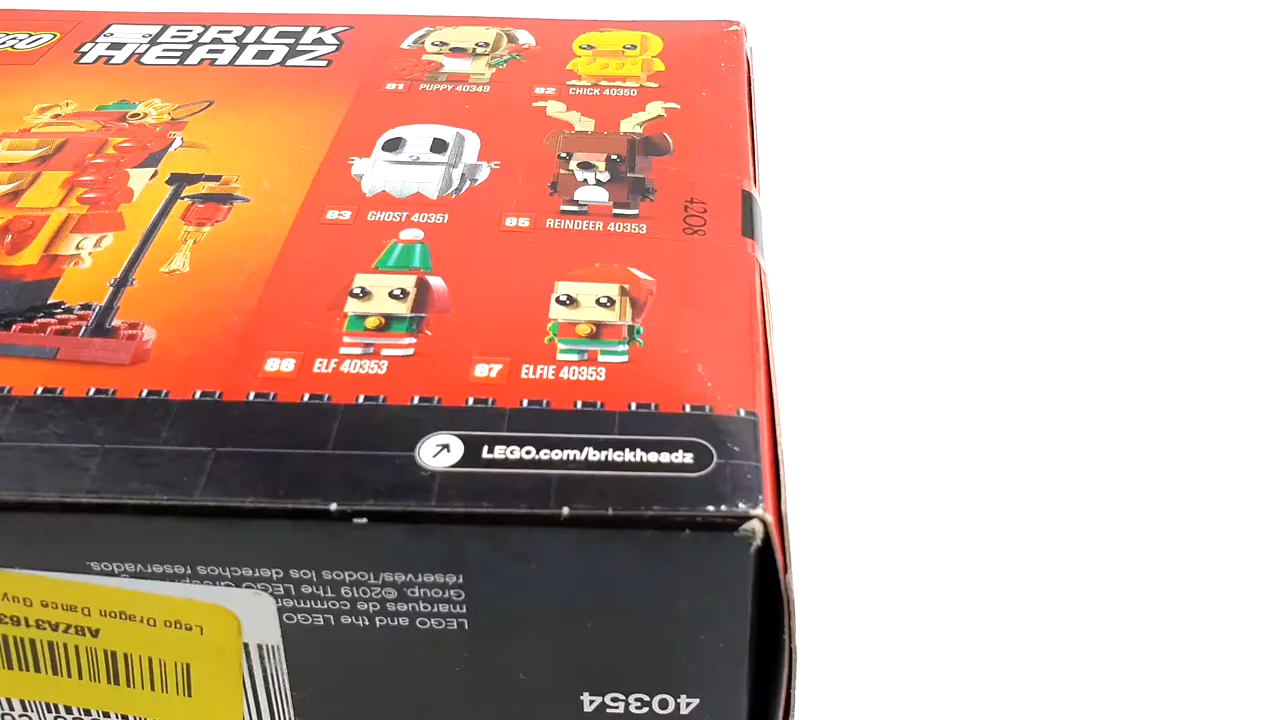 LEGO
BRICK
HEADZ
81 PUPPY 40349
82 CHICK 40350
83 GHOST 40351
85 REINDEER 40353
4208
86 ELF 40353
87 ELFIE 40353
LEGO.com/brickheadz
LEGO and the LEGO
marques de commer
Group. ©2019 The LEGO Group.
réservés/Todos los derechos reservados.
40354
Lego Dragon Dance Guy
ABZA3163